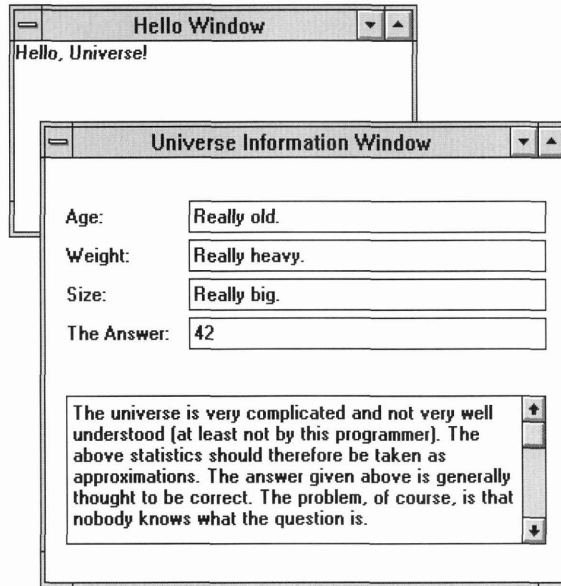 Hello Window
Hello, Universe!
Universe Information Window
Age: Really old.
Weight: Really heavy.
Size: Really big.
The Answer: 42
The universe is very complicated and not very well
understood (at least not by this programmer). The
above statistics should therefore be taken as
approximations. The answer given above is generally
thought to be correct. The problem, of course, is that
nobody knows what the question is.